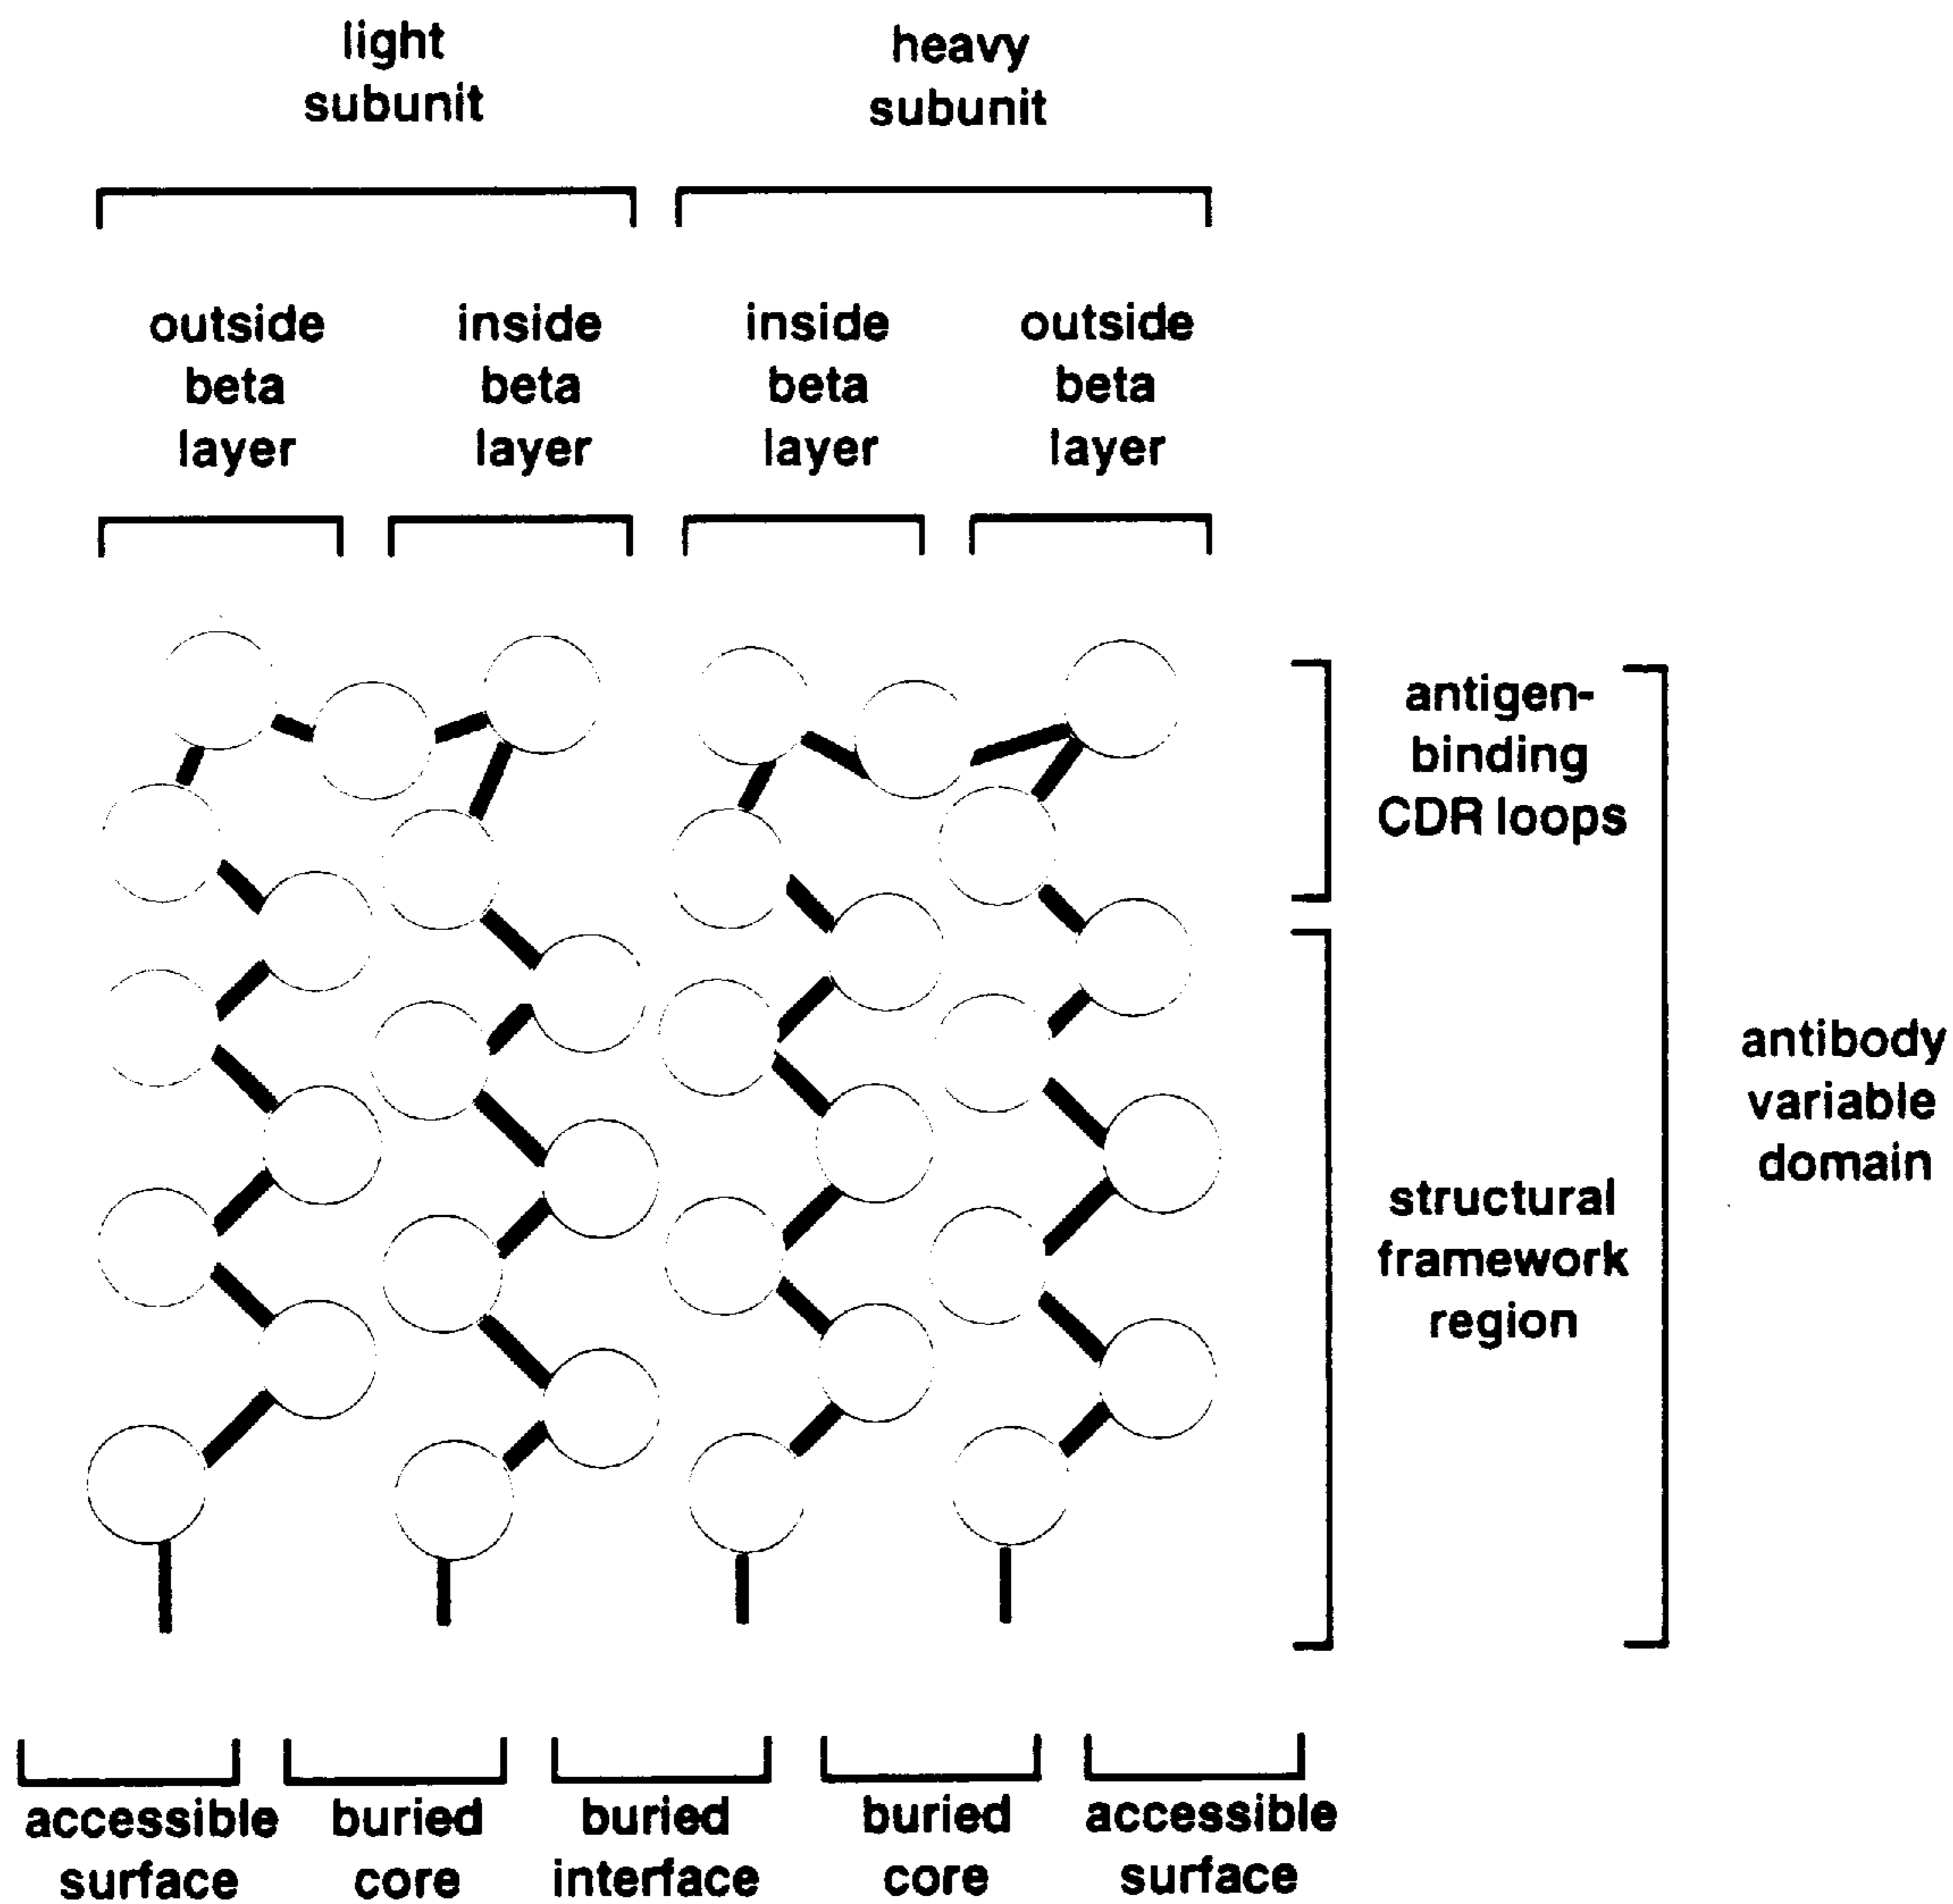 light
subunit
heavy
subunit
outside
beta
layer
inside
beta
layer
inside
beta
layer
outside
beta
layer
antigen-
binding
CDR loops
structural
framework
region
antibody
variable
domain
accessible
surface
buried
core
buried
interface
buried
core
accessible
surface